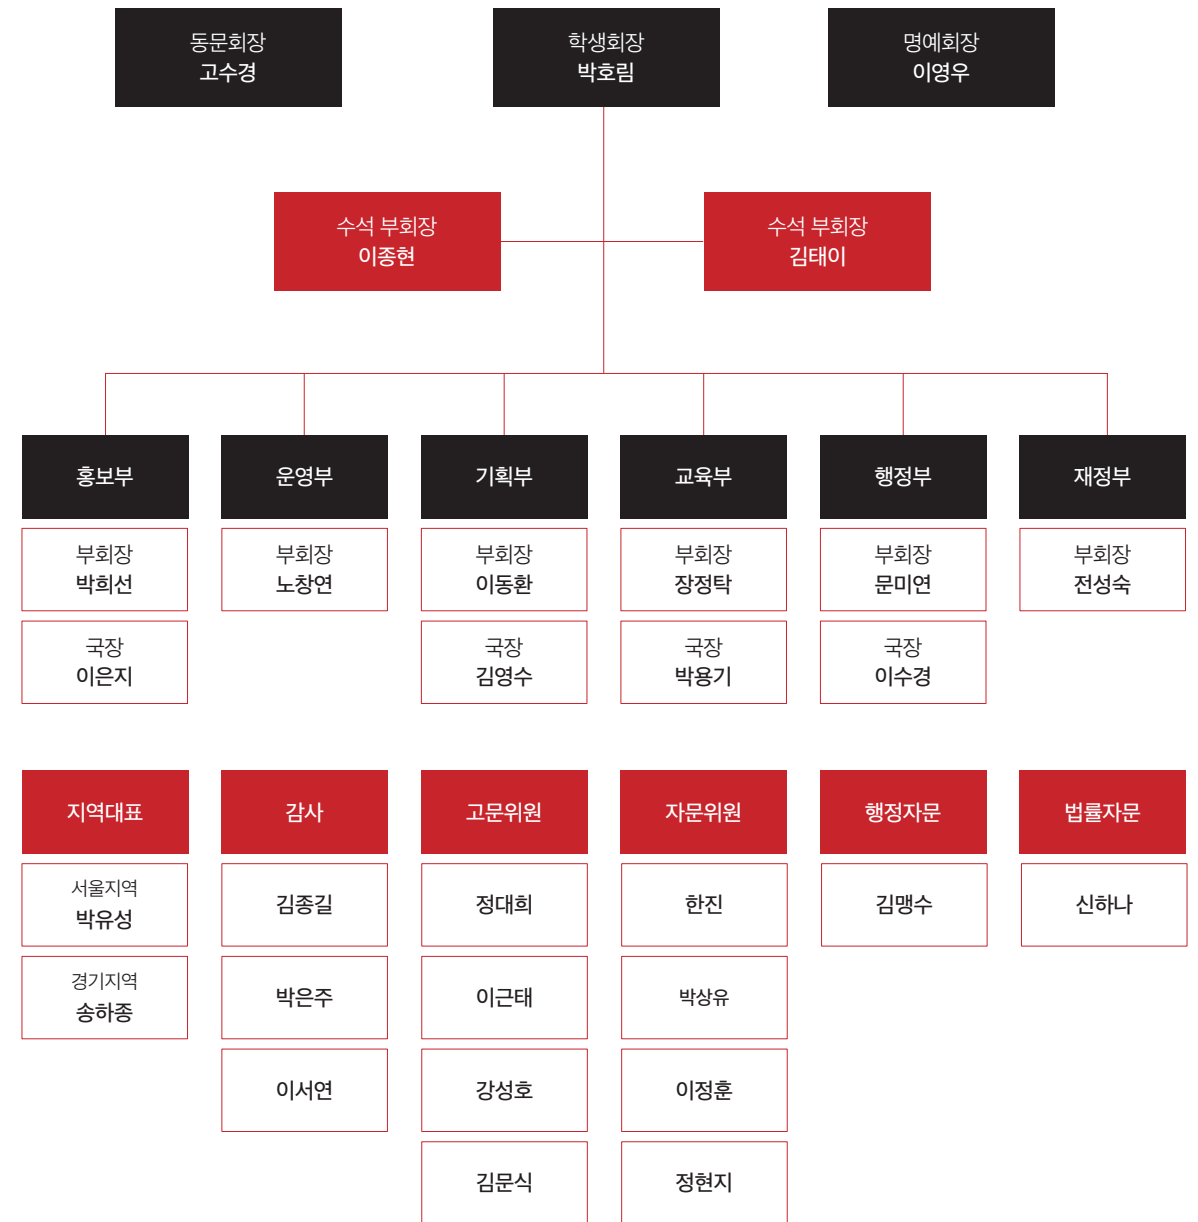 동문회장
고수경
학생회장
박호림
명예회장
이영우
수석 부회장
이종현
수석 부회장
김태이
홍보부
운영부
기획부
교육부
행정부
재정부
부회장
박희선
부회장
노창연
부회장
이동환
부회장
장정탁
부회장
문미연
부회장
전성숙
국장
이은지
국장
김영수
국장
박용기
국장
이수경
지역대표
감사
고문위원
자문위원
행정자문
법률자문
서울지역
박유성
김종길
정대희
한진
김맹수
신하나
경기지역
송하종
박은주
이근태
박상유
이서연
강성호
이정훈
김문식
정현지